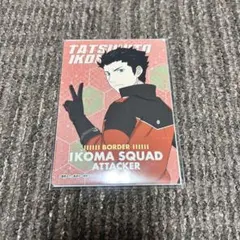 TATSUHITO
IKOMA
BORDER
IKOMA SQUAD
ATTACKER